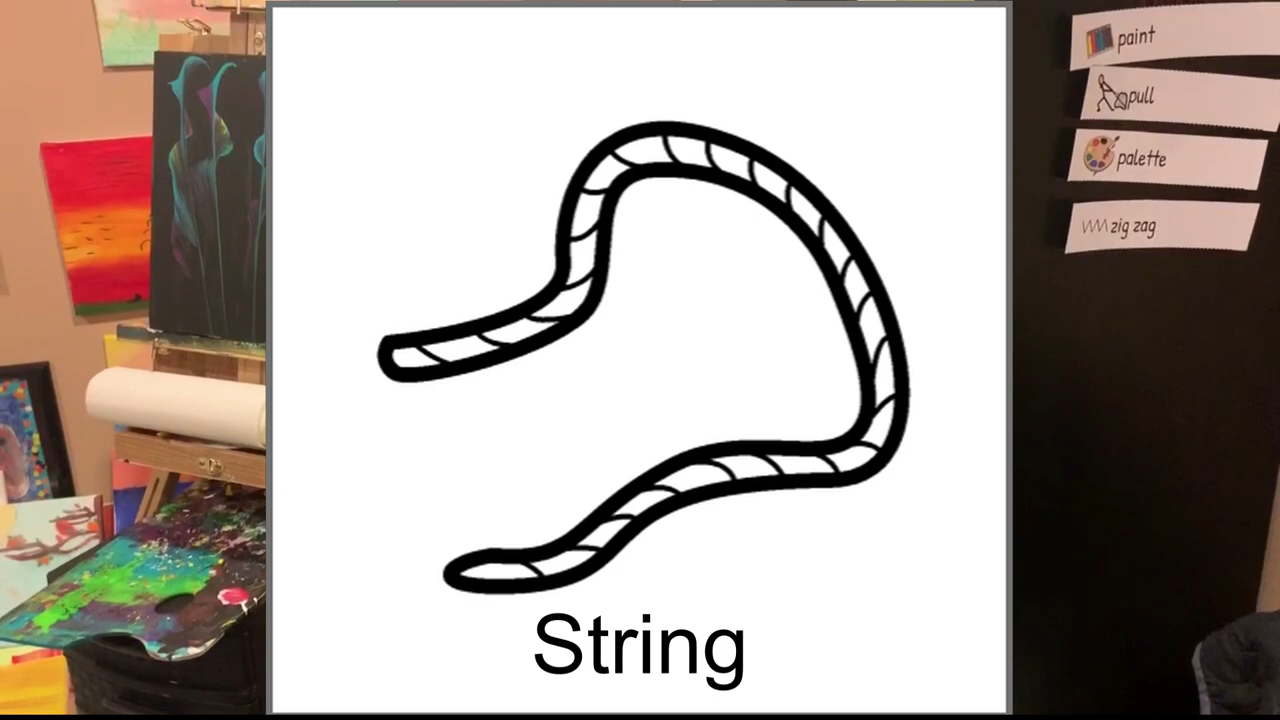 String
paint
pull
palette
zig zag